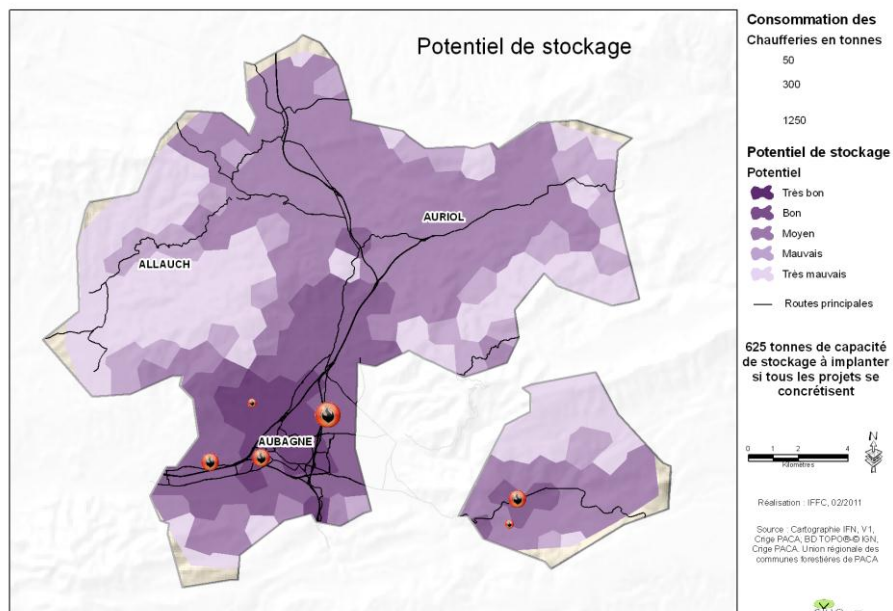 Potentiel de stockage
AURIOL
ALLAUCH
AUBAGNE
Consommation des
Chaufferies en tonnes
50
300
1250
Potentiel de stockage
Potentiel
Très bon
Bon
Moyen
Mauvais
Très mauvais
Routes principales
625 tonnes de capacité
de stockage à implanter
si tous les projets se
concrétisent
N
0 1 2 4
Kilomètres
Réalisation : IFFC, 02/2011
Source : Cartographie IFN, V1,
Crige PACA, BD TOPO®© IGN,
Crige PACA, Union régionale des
communes forestières de PACA